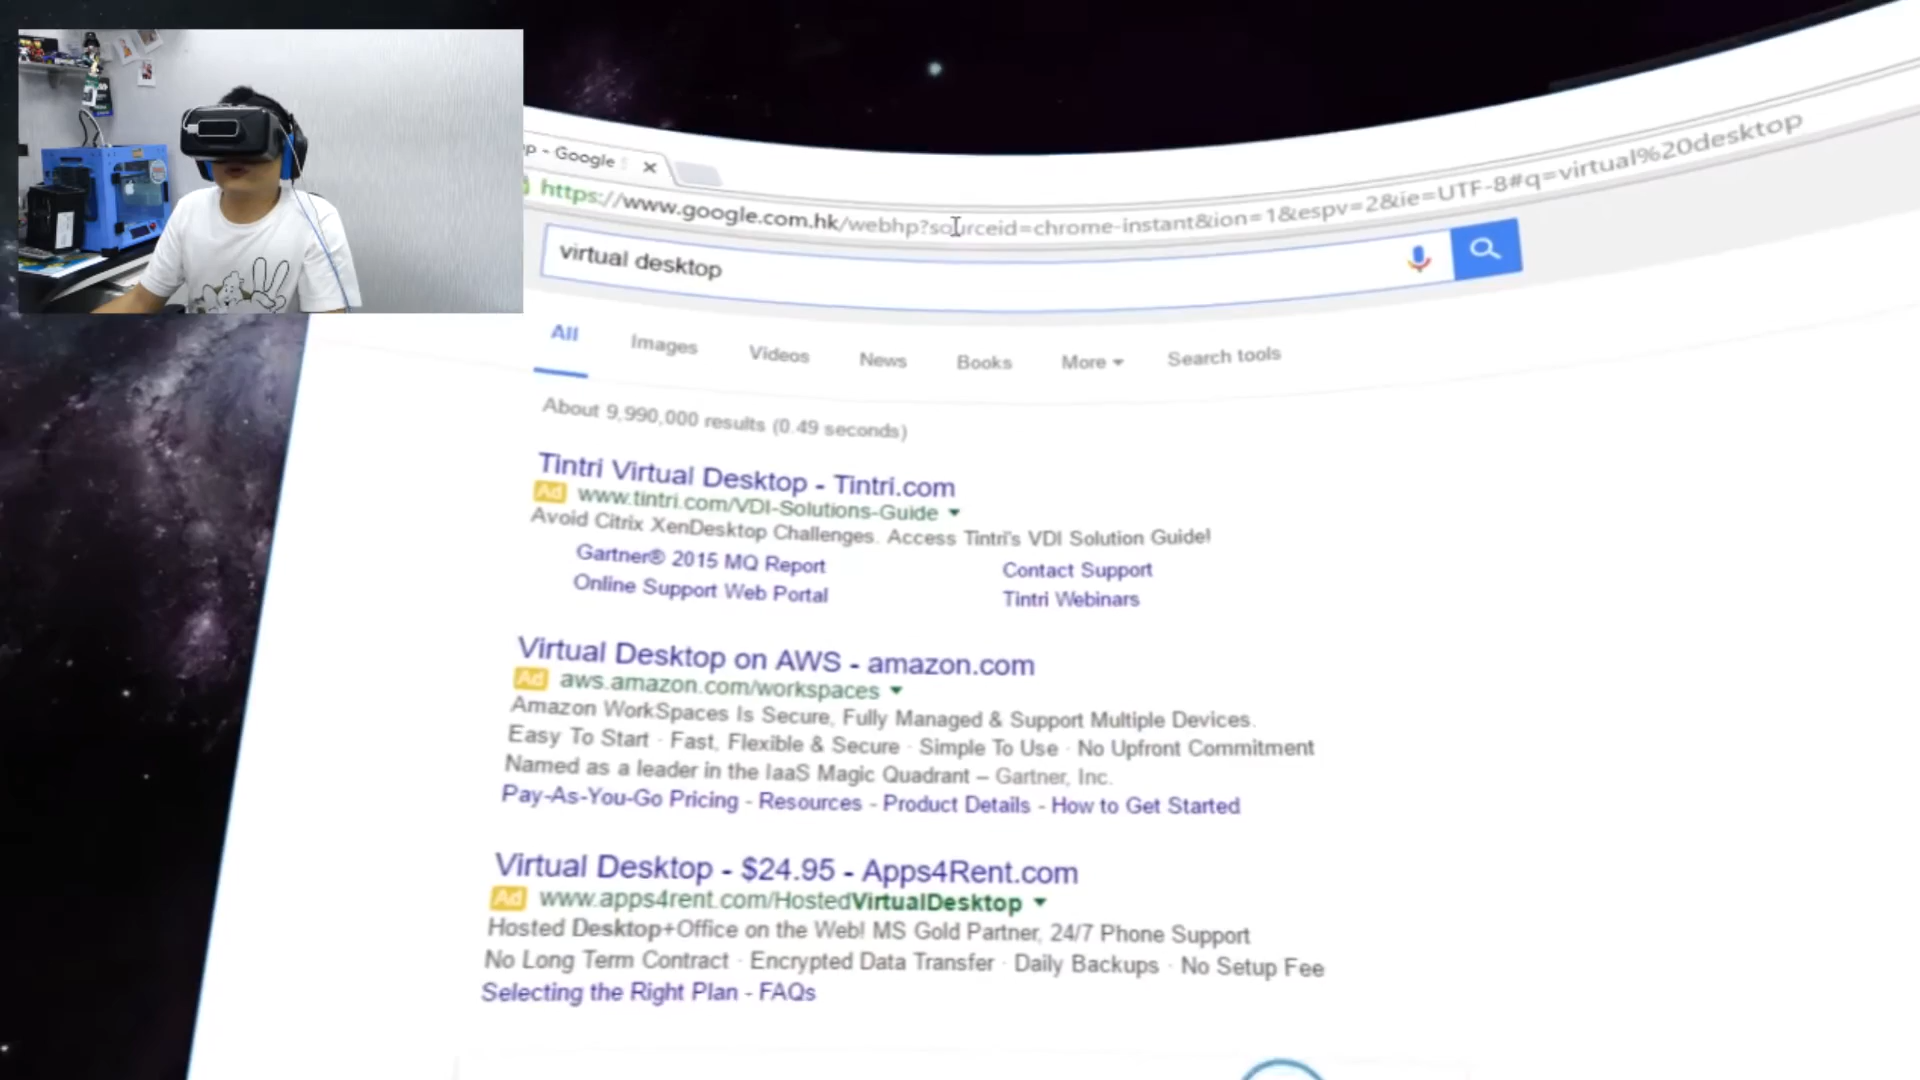 p - Google
https://www.google.com.hk/webhp?sourceid=chrome-instant&ion=1&espv=2&ie=UTF-8#q=virtual%20desktop
virtual desktop
All Images Videos News Books More Search tools
About 9,990,000 results (0.49 seconds)
Tintri Virtual Desktop - Tintri.com
Ad www.tintri.com/VDI-Solutions-Guide
Avoid Citrix XenDesktop Challenges. Access Tintri's VDI Solution Guide!
Gartner® 2015 MQ Report Contact Support
Online Support Web Portal Tintri Webinars
Virtual Desktop on AWS - amazon.com
Ad aws.amazon.com/workspaces
Amazon WorkSpaces Is Secure, Fully Managed & Support Multiple Devices.
Easy To Start · Fast, Flexible & Secure · Simple To Use · No Upfront Commitment
Named as a leader in the IaaS Magic Quadrant – Gartner, Inc.
Pay-As-You-Go Pricing - Resources - Product Details - How to Get Started
Virtual Desktop - $24.95 - Apps4Rent.com
Ad www.apps4rent.com/HostedVirtualDesktop
Hosted Desktop+Office on the Web! MS Gold Partner, 24/7 Phone Support
No Long Term Contract · Encrypted Data Transfer · Daily Backups · No Setup Fee
Selecting the Right Plan - FAQs